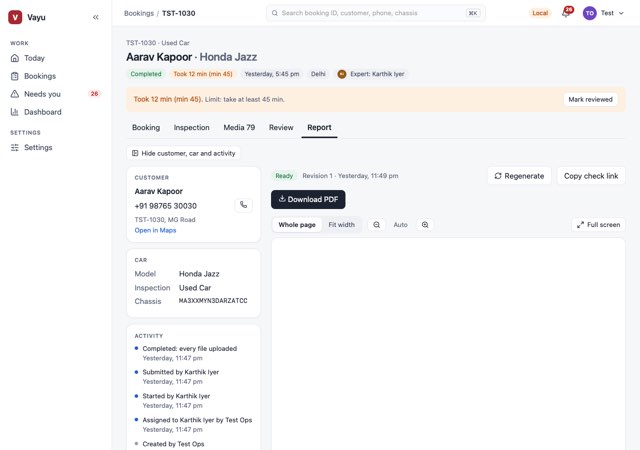 V Vayu
«
WORK
Today
Bookings
Needs you 26
Dashboard
SETTINGS
Settings
Bookings / TST-1030
Search booking ID, customer, phone, chassis
⌘K
Local
26
TO Test
TST-1030 · Used Car
Aarav Kapoor · Honda Jazz
Completed
Took 12 min (min 45)
Yesterday, 5:45 pm
Delhi
Expert: Karthik Iyer
Took 12 min (min 45). Limit: take at least 45 min.
Mark reviewed
Booking Inspection Media 79 Review Report
Hide customer, car and activity
CUSTOMER
Aarav Kapoor
+91 98765 30030
TST-1030, MG Road
Open in Maps
CAR
Model Honda Jazz
Inspection Used Car
Chassis MA3XXMYN3DARZATCC
ACTIVITY
Completed: every file uploaded
Yesterday, 11:47 pm
Submitted by Karthik Iyer
Yesterday, 11:47 pm
Started by Karthik Iyer
Yesterday, 11:47 pm
Assigned to Karthik Iyer by Test Ops
Yesterday, 11:47 pm
Created by Test Ops
Ready
Revision 1 · Yesterday, 11:49 pm
Regenerate
Copy check link
Download PDF
Whole page Fit width
Auto
Full screen